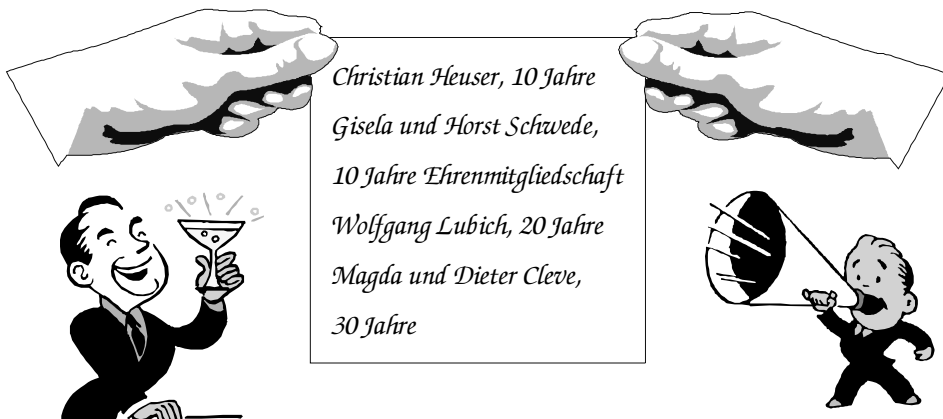 Christian Heuser, 10 Jahre
Gisela und Horst Schwede,
10 Jahre Ehrenmitgliedschaft
Wolfgang Lubich, 20 Jahre
Magda und Dieter Cleve,
30 Jahre